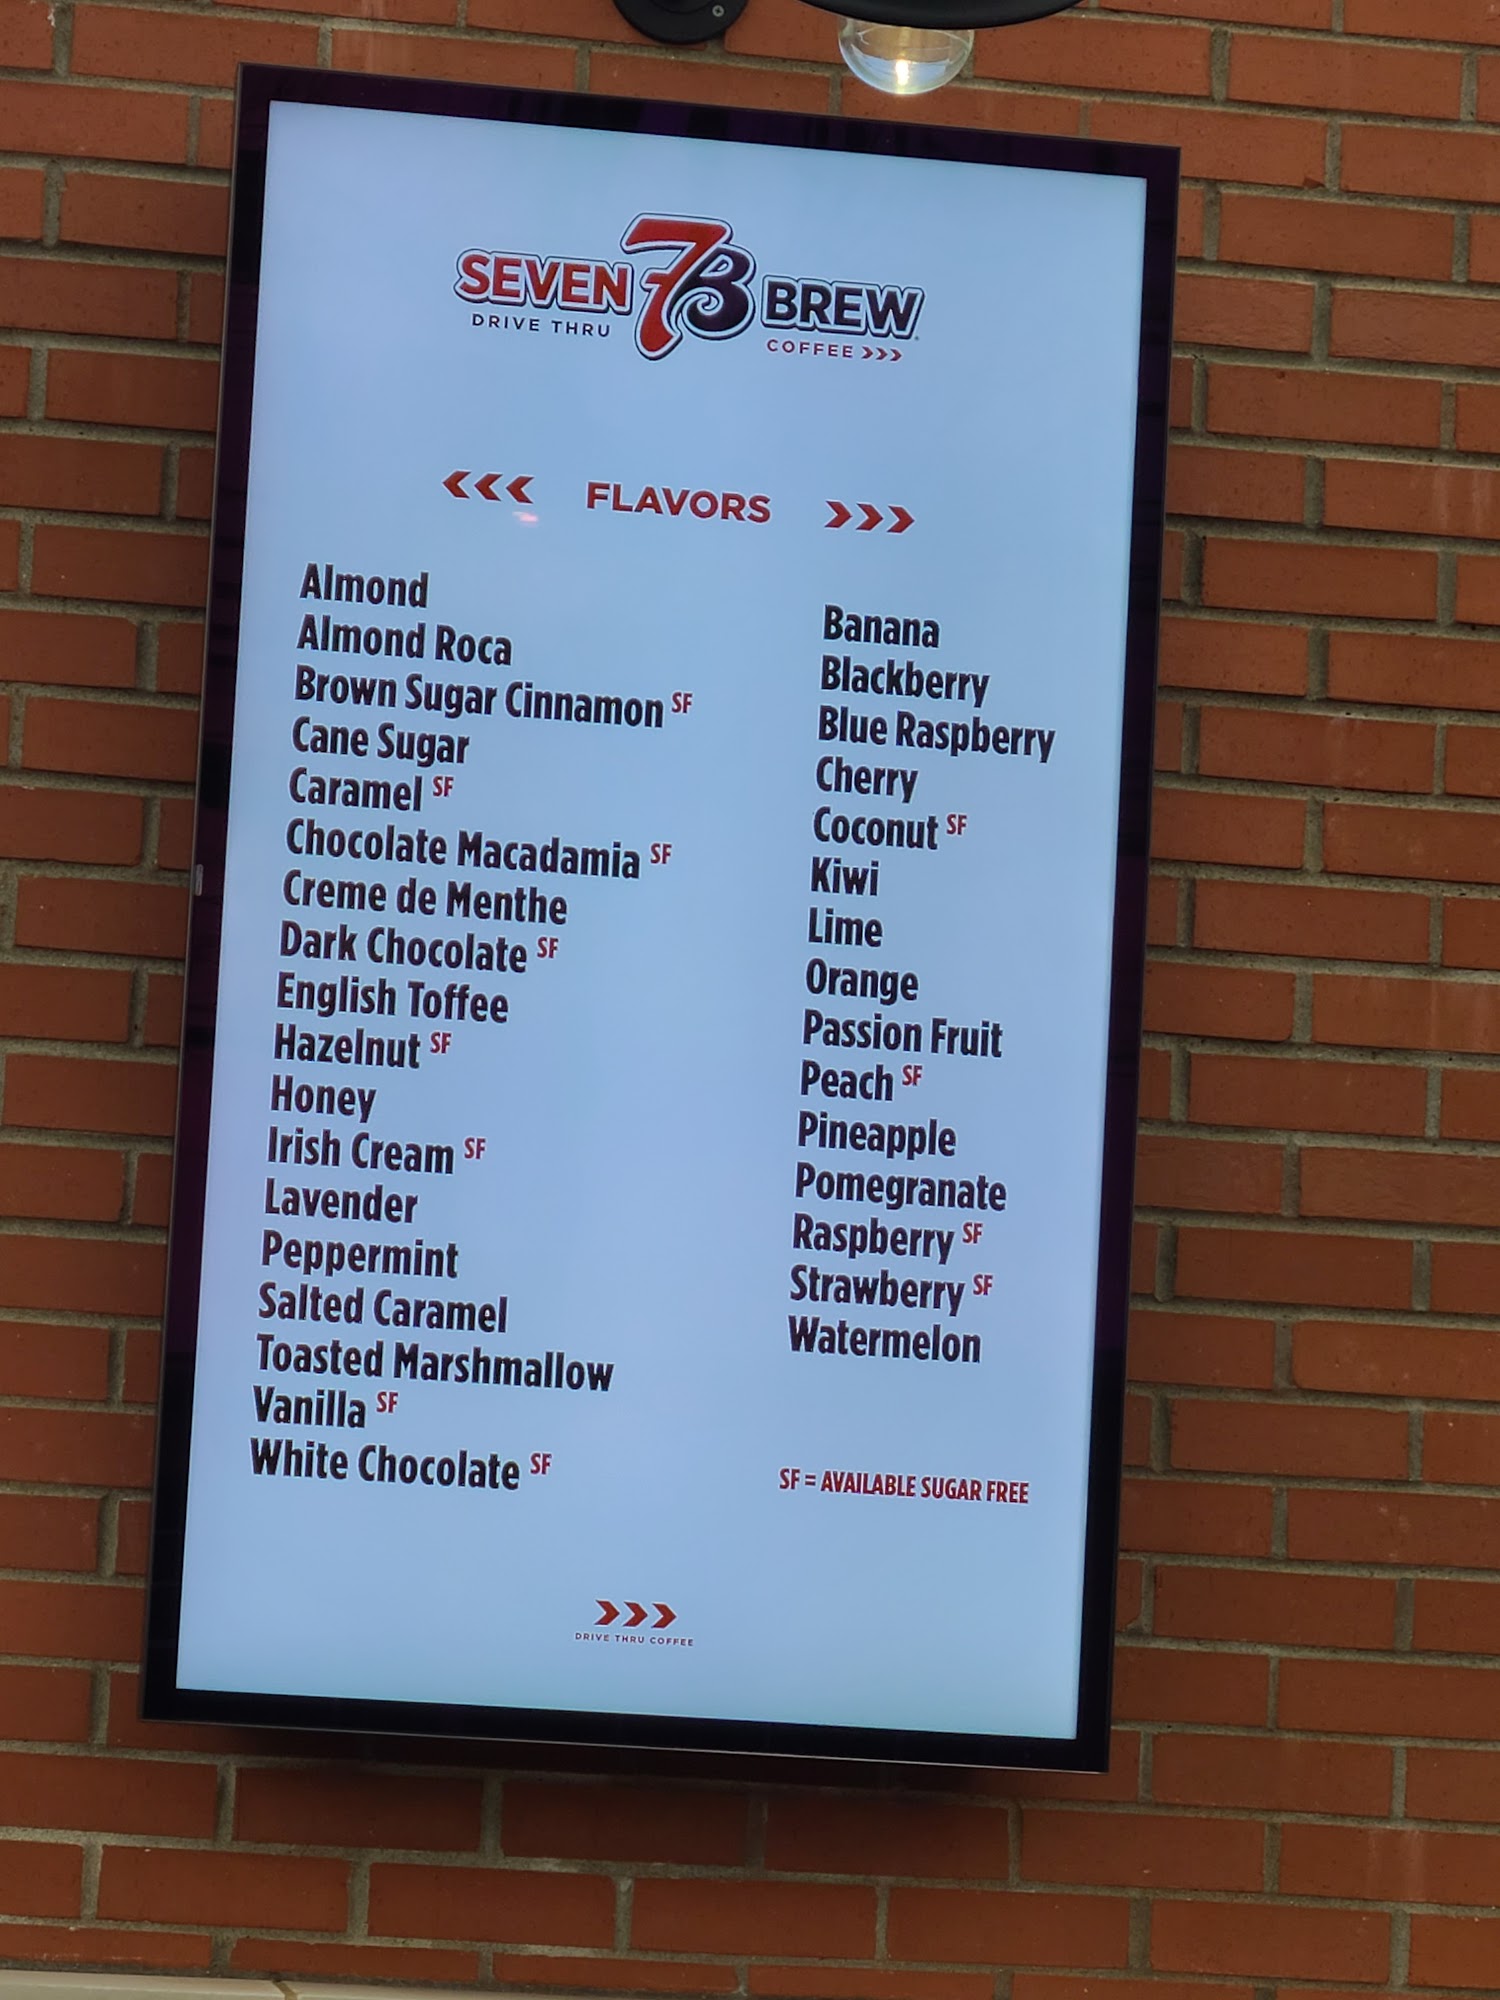 SEVEN 7B BREW
DRIVE THRU
COFFEE >>>
<<< FLAVORS >>>
Almond
Almond Roca
Brown Sugar Cinnamon SF
Cane Sugar
Caramel SF
Chocolate Macadamia SF
Creme de Menthe
Dark Chocolate SF
English Toffee
Hazelnut SF
Honey
Irish Cream SF
Lavender
Peppermint
Salted Caramel
Toasted Marshmallow
Vanilla SF
White Chocolate SF
Banana
Blackberry
Blue Raspberry
Cherry
Coconut SF
Kiwi
Lime
Orange
Passion Fruit
Peach SF
Pineapple
Pomegranate
Raspberry SF
Strawberry SF
Watermelon
SF = AVAILABLE SUGAR FREE
>>>
DRIVE THRU COFFEE